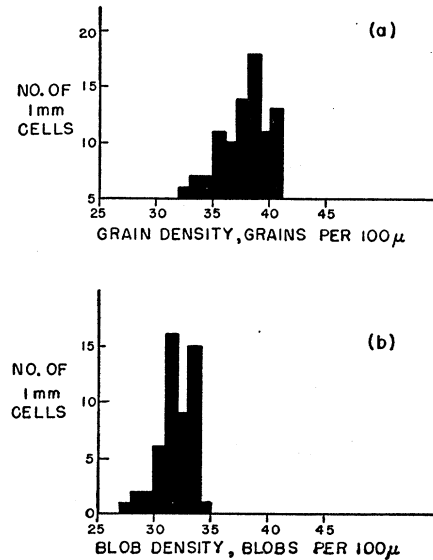 (a)
20
15
10
5
NO. OF
1mm
CELLS
25 30 35 40 45
GRAIN DENSITY, GRAINS PER 100μ
(b)
15
10
5
0
NO. OF
1mm
CELLS
25 30 35 40 45
BLOB DENSITY, BLOBS PER 100μ